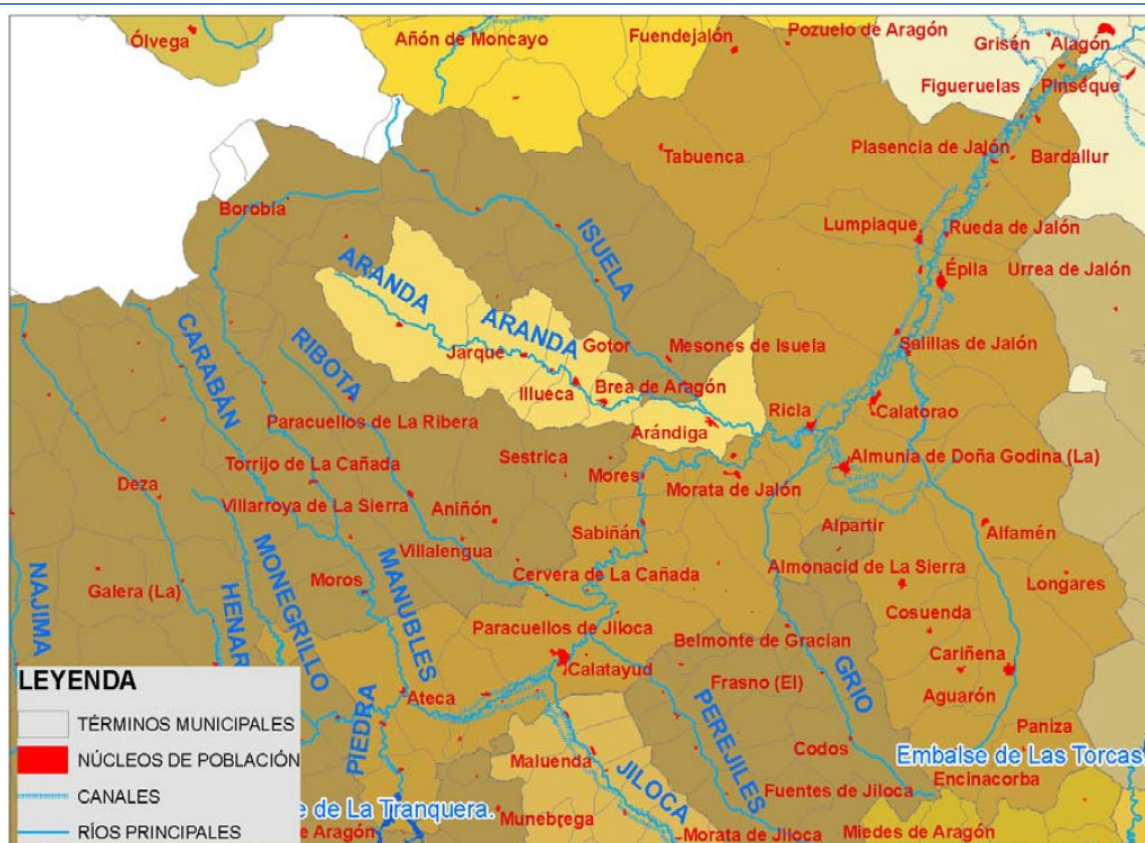 Ólvega
Añón de Moncayo
Fuendejalón
Pozuelo de Aragón
Grisén
Alagón
Figueruelas
Pinseque
Tabuenca
Plasencia de Jalón
Bardallur
Borobia
Lumpiaque
Rueda de Jalón
ISUELA
ARANDA
Épila
Urrea de Jalón
CARABÁN
RIBOTA
ARANDA
Jarque
Gotor
Mesones de Isuela
Salillas de Jalón
Illueca
Brea de Aragón
Ricla
Calatorao
Paracuellos de La Ribera
Arándiga
Sestrica
Mores
Almunia de Doña Godina (La)
Torrijo de La Cañada
Morata de Jalón
Deza
Villarroya de La Sierra
Aniñón
Sabiñán
Alpartir
Alfamén
Villalengua
MONEGRILLO
MANUBLES
Moros
Cervera de La Cañada
Almonacid de La Sierra
Longares
Galera (La)
NAJIMA
HENAR
Cosuenda
Paracuellos de Jiloca
Belmonte de Gracian
GRIO
Cariñena
Calatayud
Frasno (El)
Aguarón
Ateca
PIEDRA
PEREJILES
Paniza
Codos
Maluenda
JILOCA
Embalse de Las Torcas
Encinacorba
Fuentes de Jiloca
e de La Tranquera.
Munebrega
de Aragón
Morata de Jiloca
Miedes de Aragón
LEYENDA
TÉRMINOS MUNICIPALES
NÚCLEOS DE POBLACIÓN
CANALES
RÍOS PRINCIPALES